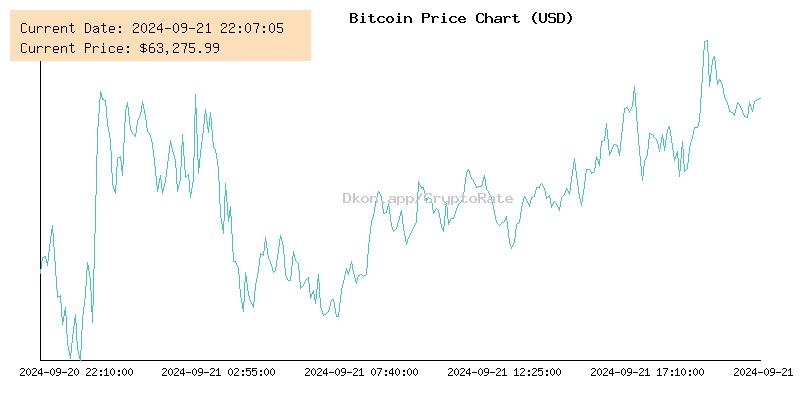 Bitcoin Price Chart (USD)
Current Date: 2024-09-21 22:07:05
Current Price: $63,275.99
Dkoni.app/CryptoRate
2024-09-20 22:10:00 2024-09-21 02:55:00 2024-09-21 07:40:00 2024-09-21 12:25:00 2024-09-21 17:10:00 2024-09-21